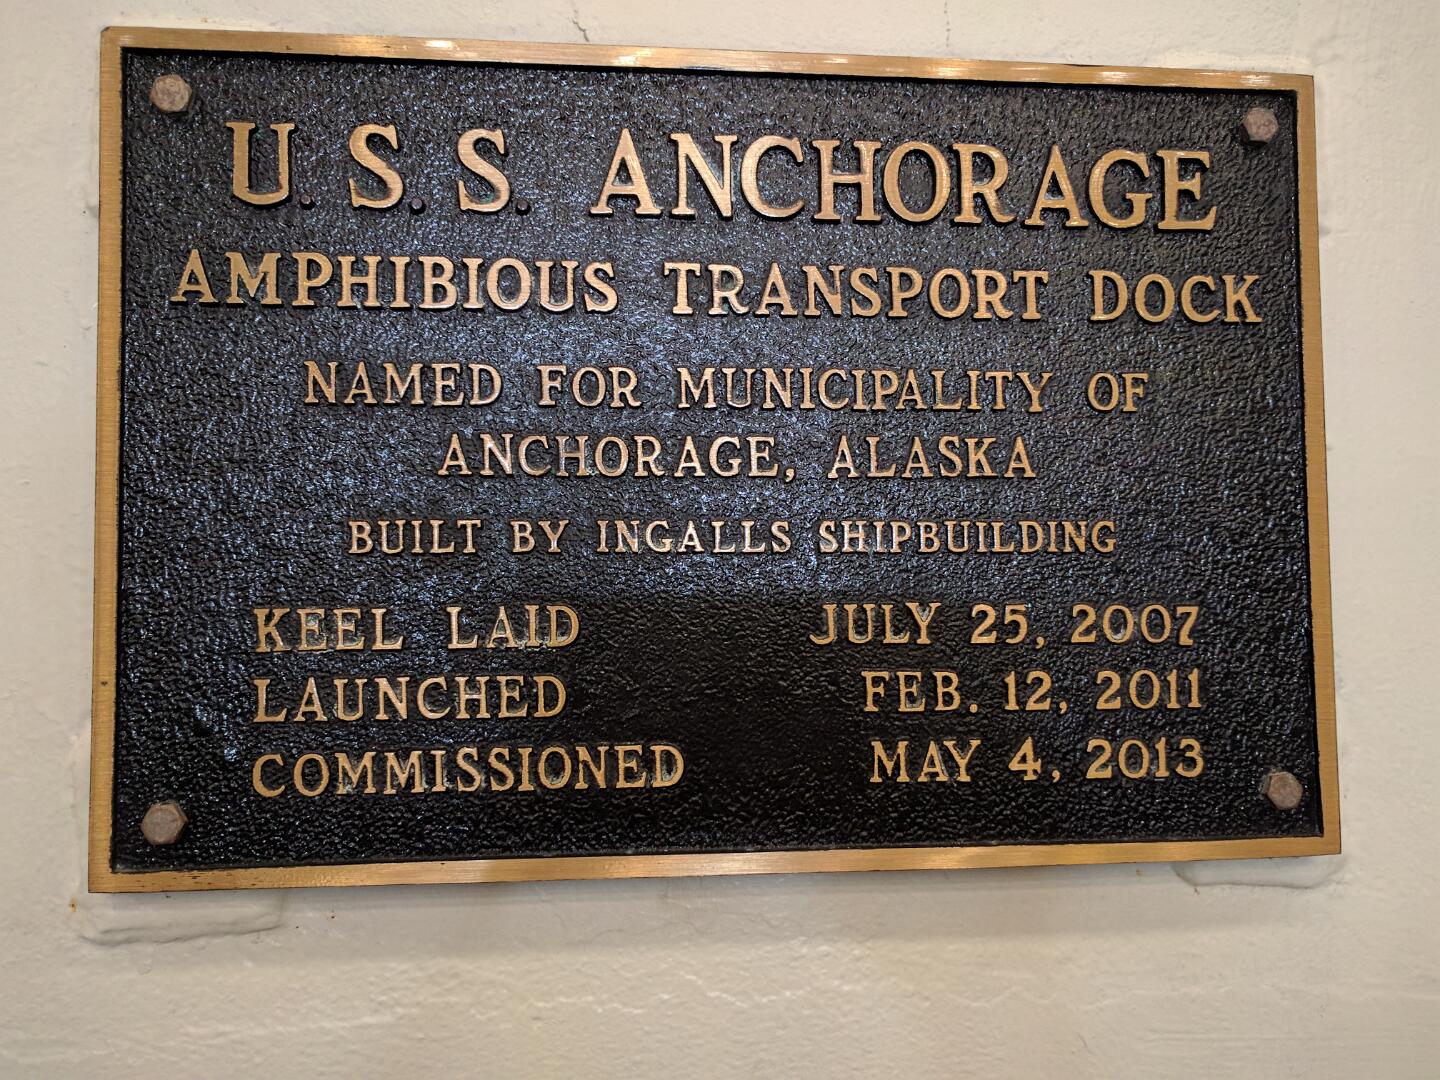 U.S.S. ANCHORAGE
AMPHIBIOUS TRANSPORT DOCK
NAMED FOR MUNICIPALITY OF
ANCHORAGE, ALASKA
BUILT BY INGALLS SHIPBUILDING
KEEL LAID JULY 25, 2007
LAUNCHED FEB. 12, 2011
COMMISSIONED MAY 4, 2013